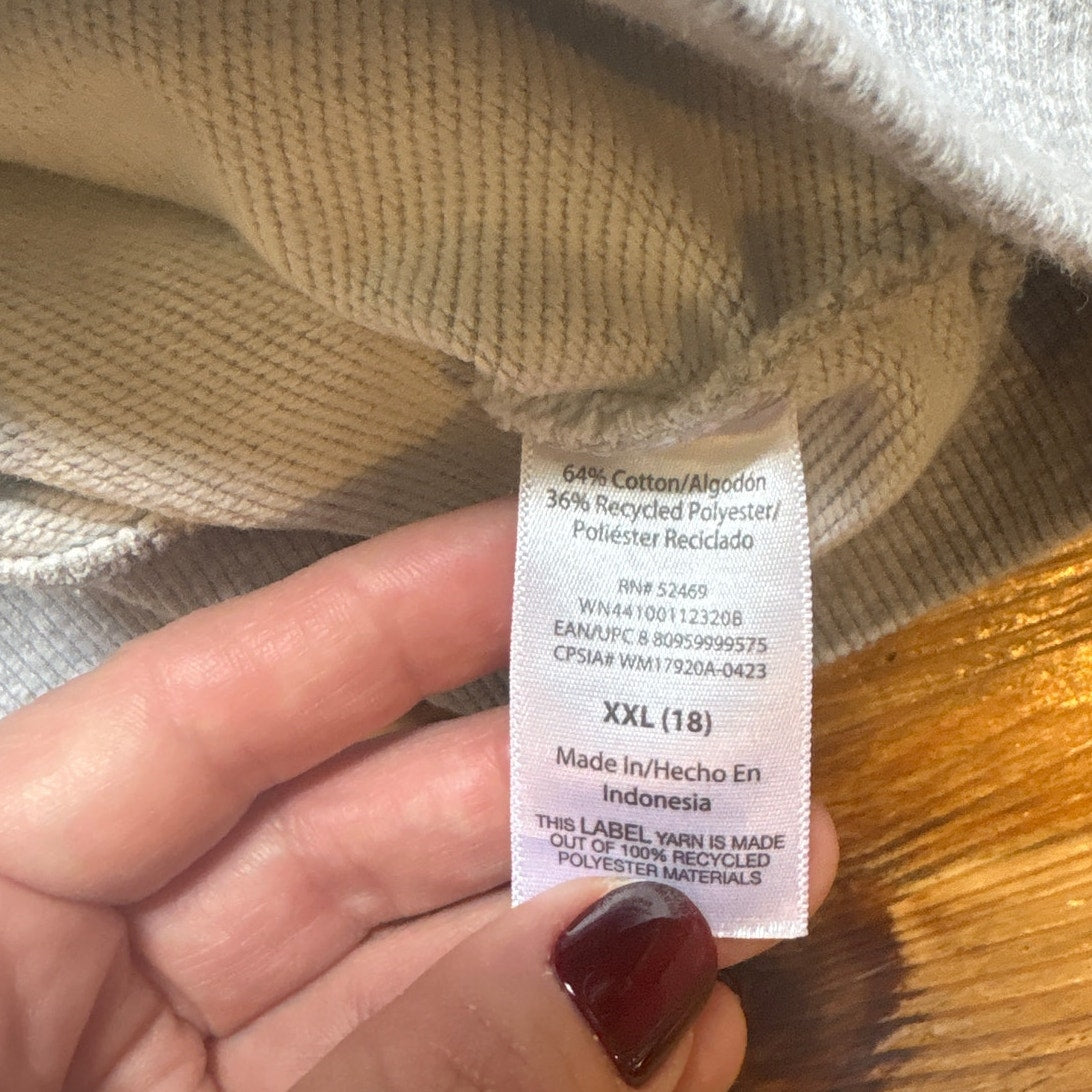 64% Cotton/Algodón
36% Recycled Polyester/
Poliéster Reciclado
RN# 52469
WN44100112320B
EAN/UPC 8 80959999575
CPSIA# WM17920A-0423
XXL (18)
Made In/Hecho En
Indonesia
THIS LABEL YARN IS MADE
OUT OF 100% RECYCLED
POLYESTER MATERIALS